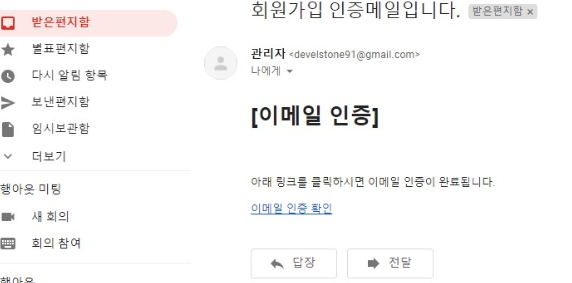 회원가입 인증메일입니다. 받은편지함 ×
받은편지함
별표편지함
관리자 <develstone91@gmail.com>
나에게
다시 알림 항목
보낸편지함
[이메일 인증]
임시보관함
더보기
아래 링크를 클릭하시면 이메일 인증이 완료됩니다.
행아웃 미팅
이메일 인증 확인
새 회의
회의 참여
답장
전달
행아웃